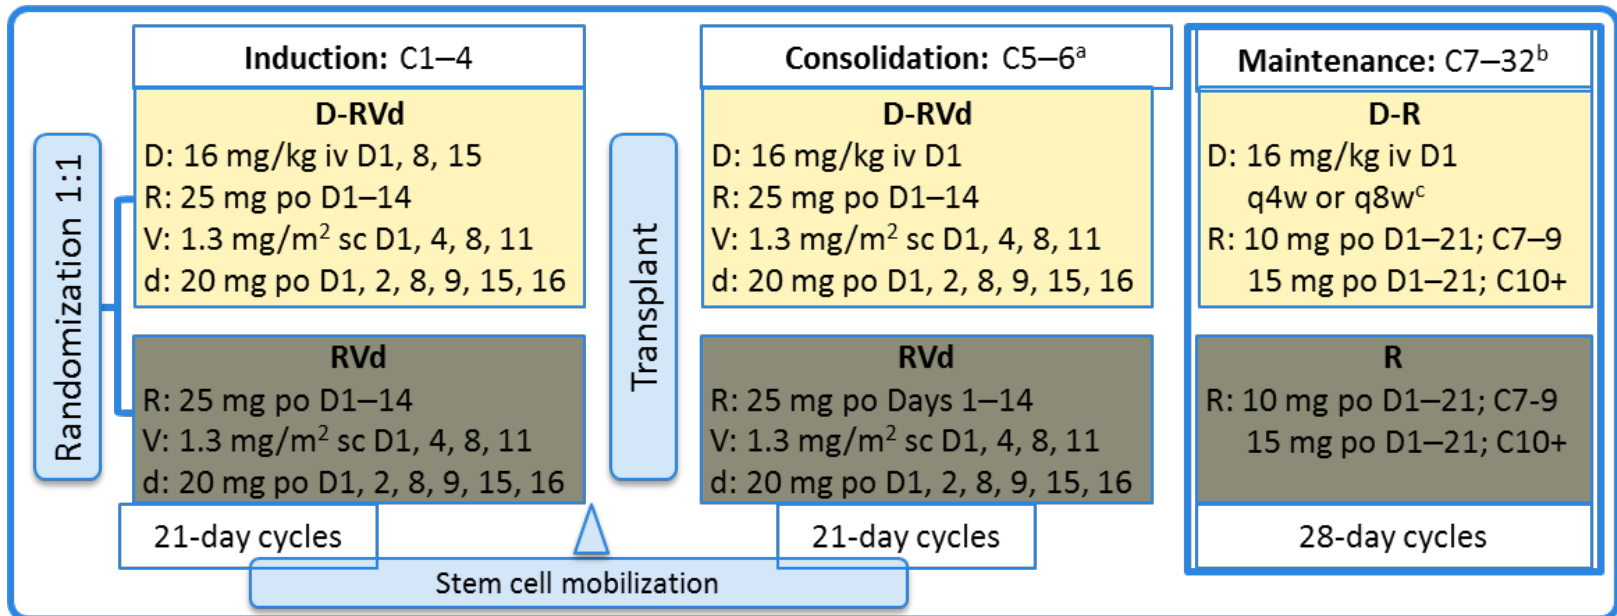 Randomization 1:1
Induction: C1–4
D-RVd
D: 16 mg/kg iv D1, 8, 15
R: 25 mg po D1–14
V: 1.3 mg/m² sc D1, 4, 8, 11
d: 20 mg po D1, 2, 8, 9, 15, 16
RVd
R: 25 mg po D1–14
V: 1.3 mg/m² sc D1, 4, 8, 11
d: 20 mg po D1, 2, 8, 9, 15, 16
21-day cycles
Stem cell mobilization
Transplant
Consolidation: C5–6ᵃ
D-RVd
D: 16 mg/kg iv D1
R: 25 mg po D1–14
V: 1.3 mg/m² sc D1, 4, 8, 11
d: 20 mg po D1, 2, 8, 9, 15, 16
RVd
R: 25 mg po Days 1–14
V: 1.3 mg/m² sc D1, 4, 8, 11
d: 20 mg po D1, 2, 8, 9, 15, 16
21-day cycles
Maintenance: C7–32ᵇ
D-R
D: 16 mg/kg iv D1
q4w or q8wᶜ
R: 10 mg po D1–21; C7–9
15 mg po D1–21; C10+
R
R: 10 mg po D1–21; C7-9
15 mg po D1–21; C10+
28-day cycles